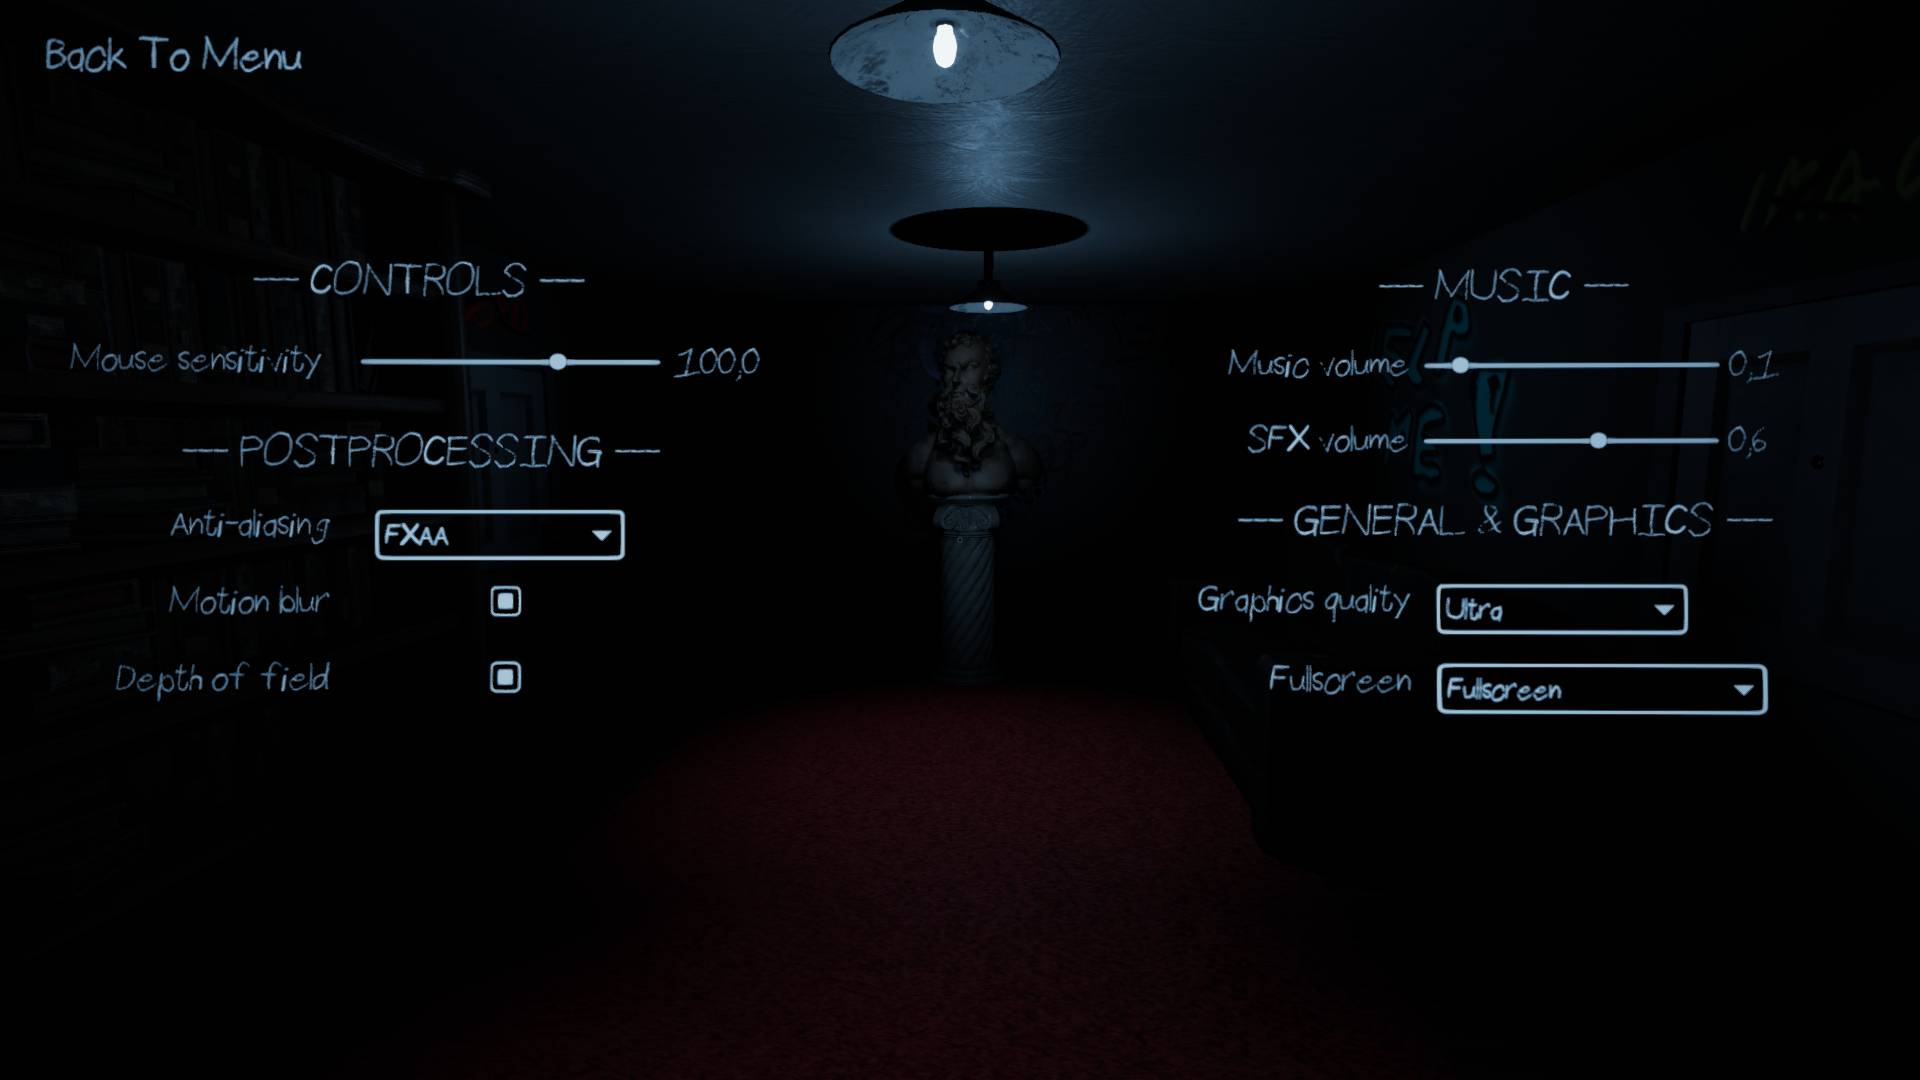 Back To Menu
— CONTROLS —
Mouse sensitivity 100,0
— POSTPROCESSING —
Anti-aliasing FXAA
Motion blur
Depth of field
— MUSIC —
Music volume 0,1
SFX volume 0,6
— GENERAL & GRAPHICS —
Graphics quality Ultra
Fullscreen Fullscreen